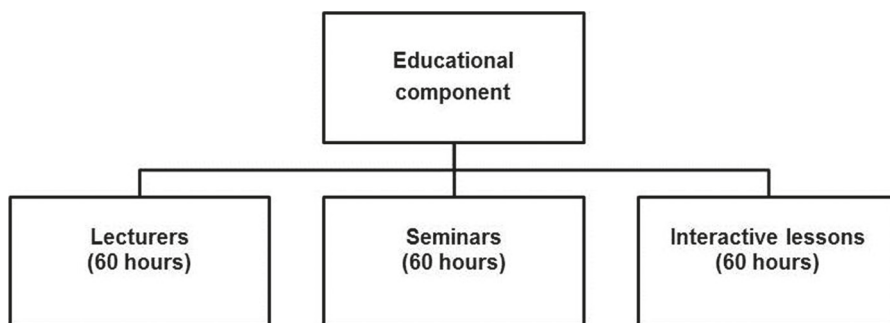 Educational
component
Lecturers
(60 hours)
Seminars
(60 hours)
Interactive lessons
(60 hours)